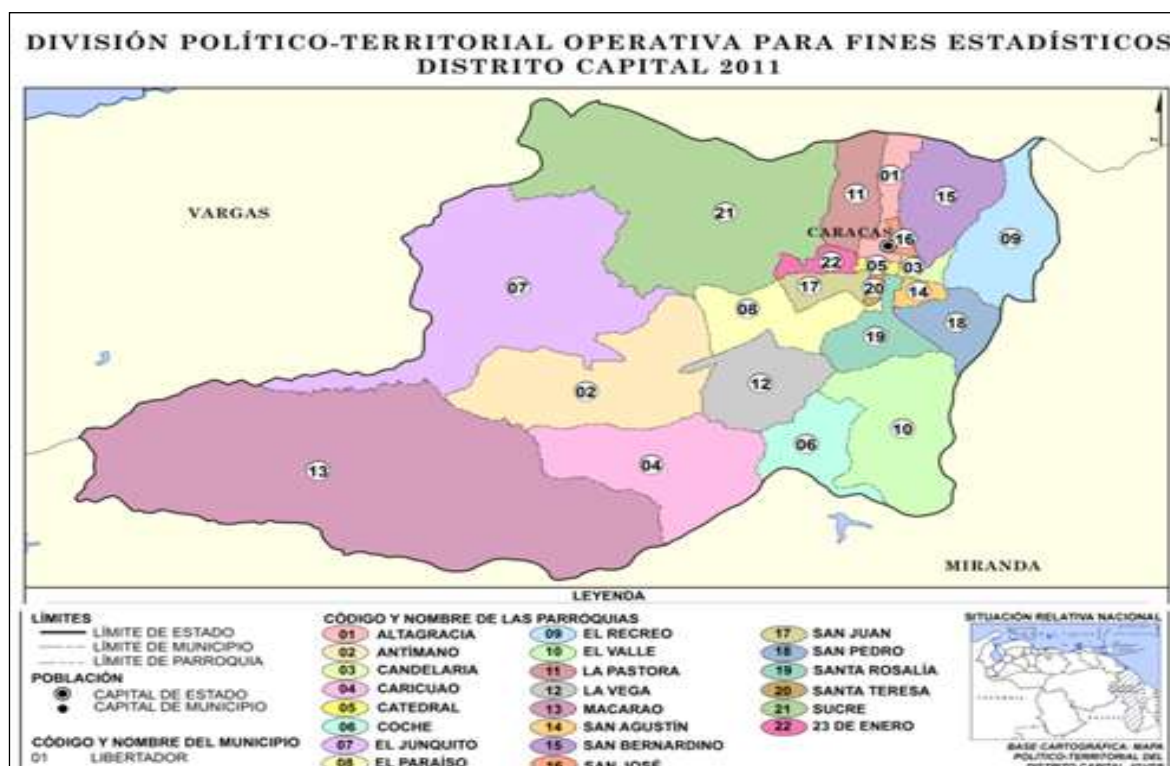 DIVISIÓN POLÍTICO-TERRITORIAL OPERATIVA PARA FINES ESTADÍSTICOS
DISTRITO CAPITAL 2011
VARGAS
CARACAS
MIRANDA
21
11
01
15
09
16
22
05
03
07
17
20
14
08
18
19
02
12
10
06
04
13
LEYENDA
LÍMITES
LÍMITE DE ESTADO
LÍMITE DE MUNICIPIO
LÍMITE DE PARROQUIA
POBLACIÓN
CAPITAL DE ESTADO
CAPITAL DE MUNICIPIO
CÓDIGO Y NOMBRE DEL MUNICIPIO
01 LIBERTADOR
CÓDIGO Y NOMBRE DE LAS PARROQUIAS
01 ALTAGRACIA
02 ANTÍMANO
03 CANDELARIA
04 CARICUAO
05 CATEDRAL
06 COCHE
07 EL JUNQUITO
08 EL PARAÍSO
09 EL RECREO
10 EL VALLE
11 LA PASTORA
12 LA VEGA
13 MACARAO
14 SAN AGUSTÍN
15 SAN BERNARDINO
16 SAN JOSÉ
17 SAN JUAN
18 SAN PEDRO
19 SANTA ROSALÍA
20 SANTA TERESA
21 SUCRE
22 23 DE ENERO
SITUACIÓN RELATIVA NACIONAL
BASE CARTOGRÁFICA: MAPA
POLÍTICO-TERRITORIAL DEL
DISTRITO CAPITAL